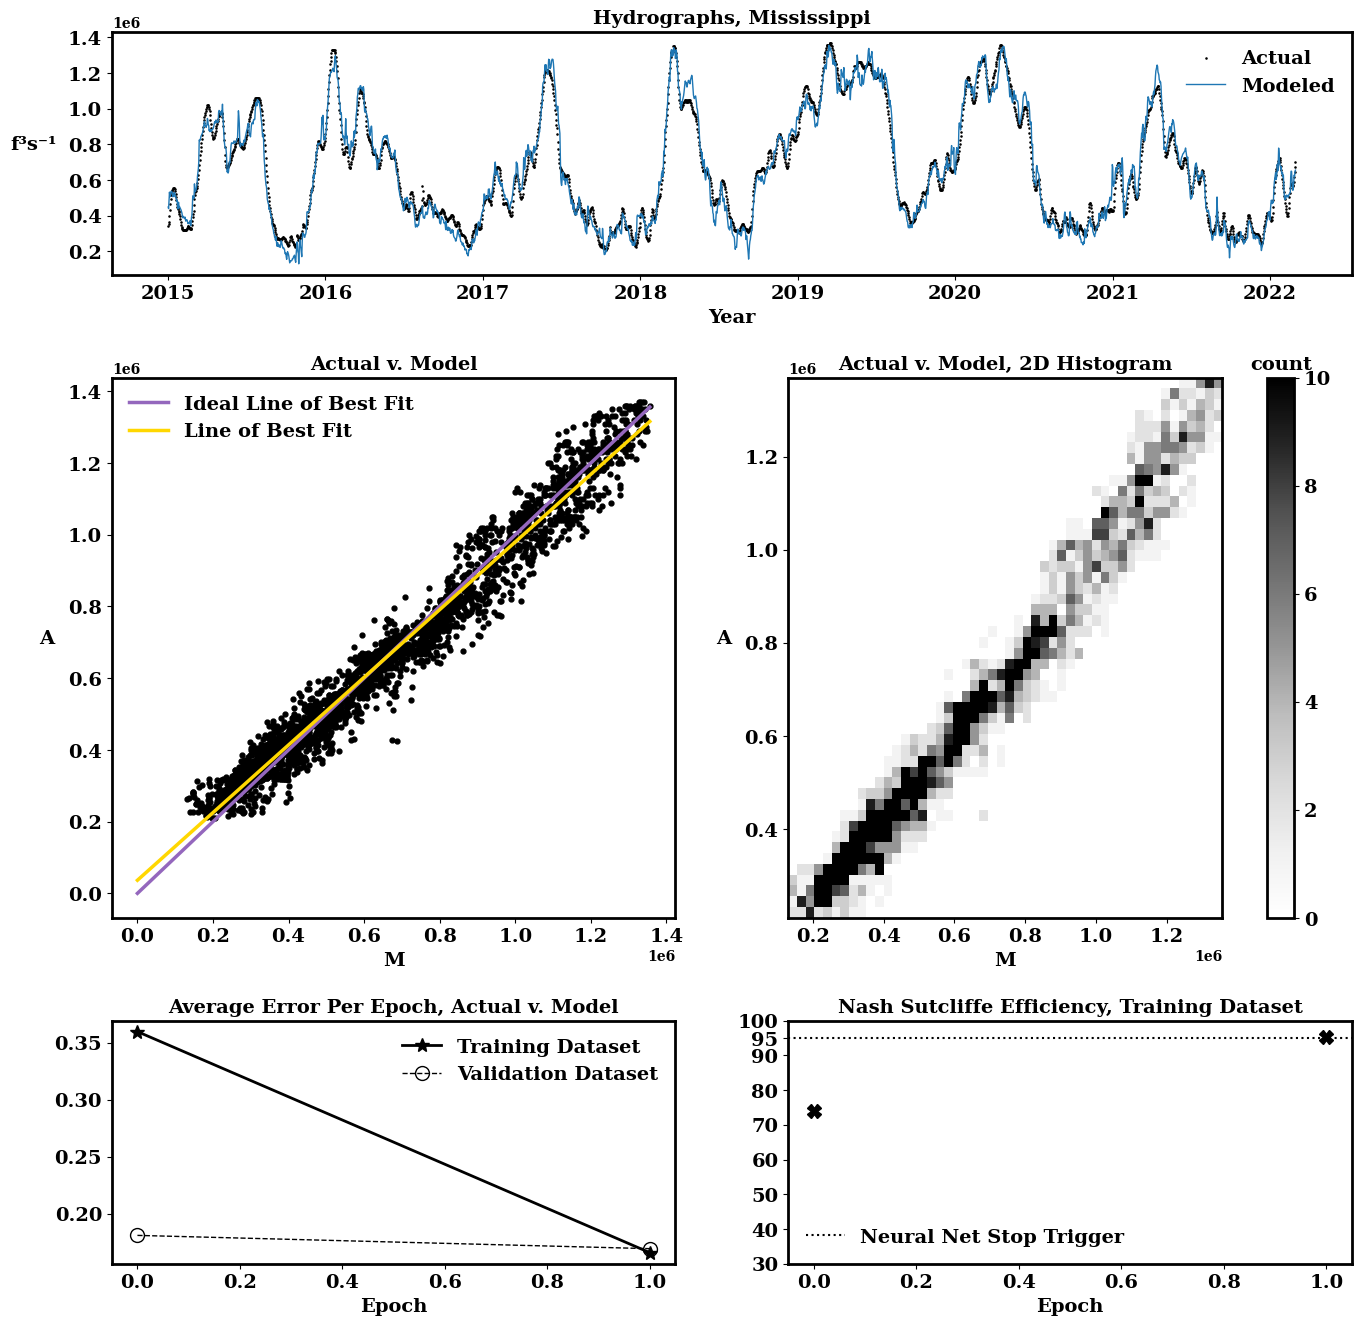 Hydrographs, Mississippi
1e6
1.4
1.2
1.0
0.8
0.6
0.4
0.2
f³s⁻¹
Actual
Modeled
2015 2016 2017 2018 2019 2020 2021 2022
Year
Actual v. Model
1e6
1.4
1.2
1.0
0.8
0.6
0.4
0.2
0.0
A
Ideal Line of Best Fit
Line of Best Fit
0.0 0.2 0.4 0.6 0.8 1.0 1.2 1.4
1e6
M
Actual v. Model, 2D Histogram
1e6
1.2
1.0
0.8
0.6
0.4
A
0.2 0.4 0.6 0.8 1.0 1.2
1e6
M
count
10
8
6
4
2
0
Average Error Per Epoch, Actual v. Model
0.35
0.30
0.25
0.20
Training Dataset
Validation Dataset
0.0 0.2 0.4 0.6 0.8 1.0
Epoch
Nash Sutcliffe Efficiency, Training Dataset
100
95
90
80
70
60
50
40
30
Neural Net Stop Trigger
0.0 0.2 0.4 0.6 0.8 1.0
Epoch